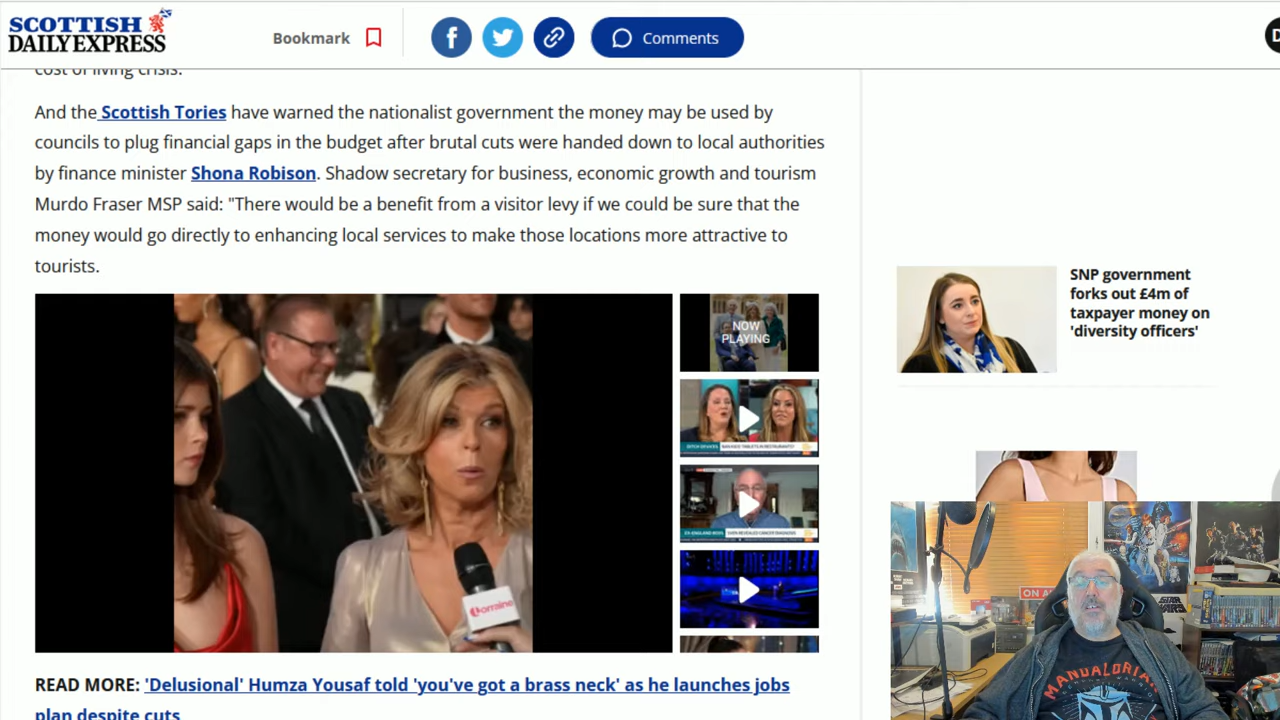 SCOTTISH
DAILY EXPRESS
Bookmark
Comments
cost of living crisis.
And the Scottish Tories have warned the nationalist government the money may be used by
councils to plug financial gaps in the budget after brutal cuts were handed down to local authorities
by finance minister Shona Robison. Shadow secretary for business, economic growth and tourism
Murdo Fraser MSP said: "There would be a benefit from a visitor levy if we could be sure that the
money would go directly to enhancing local services to make those locations more attractive to
tourists.
NOW
PLAYING
Lorraine
READ MORE: 'Delusional' Humza Yousaf told 'you've got a brass neck' as he launches jobs
plan despite cuts
SNP government
forks out £4m of
taxpayer money on
'diversity officers'
ON A
MANDALORIAN